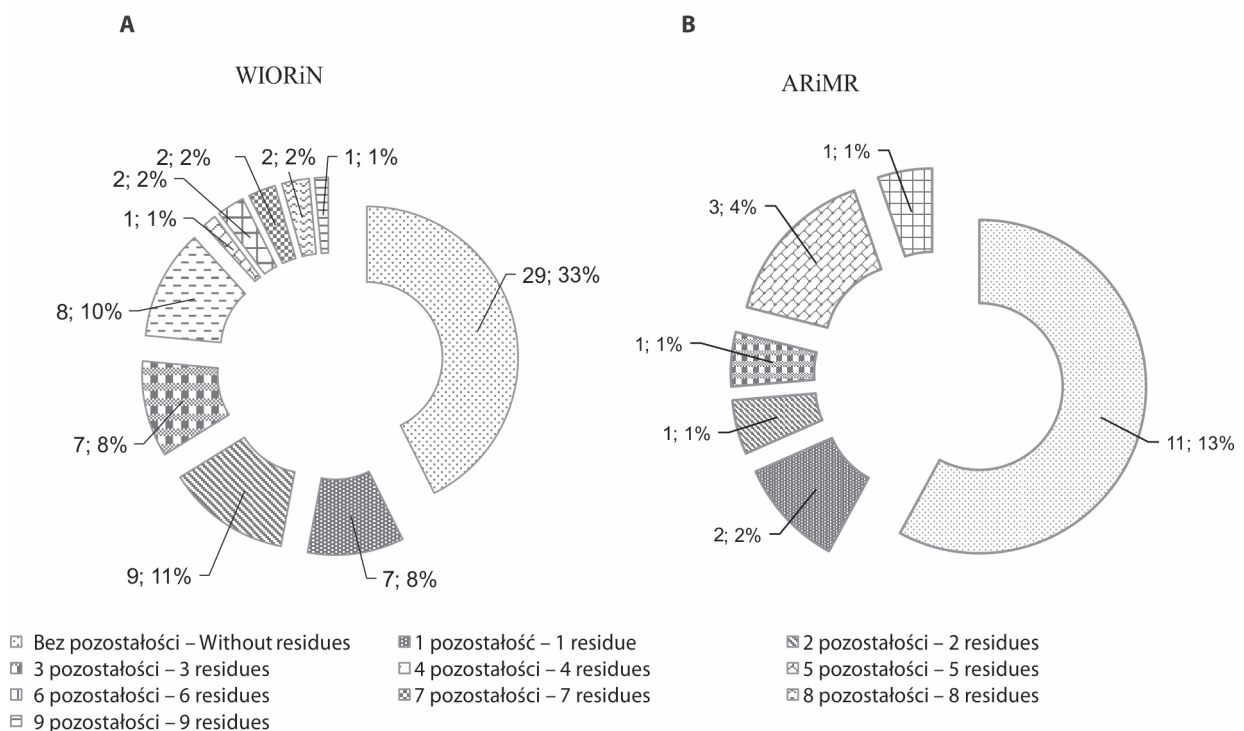 A
WIORiN
29; 33%
7; 8%
9; 11%
7; 8%
8; 10%
1; 1%
2; 2%
2; 2%
2; 2%
1; 1%
B
ARiMR
11; 13%
2; 2%
1; 1%
1; 1%
3; 4%
1; 1%
Bez pozostałości – Without residues
1 pozostałość – 1 residue
2 pozostałości – 2 residues
3 pozostałości – 3 residues
4 pozostałości – 4 residues
5 pozostałości – 5 residues
6 pozostałości – 6 residues
7 pozostałości – 7 residues
8 pozostałości – 8 residues
9 pozostałości – 9 residues